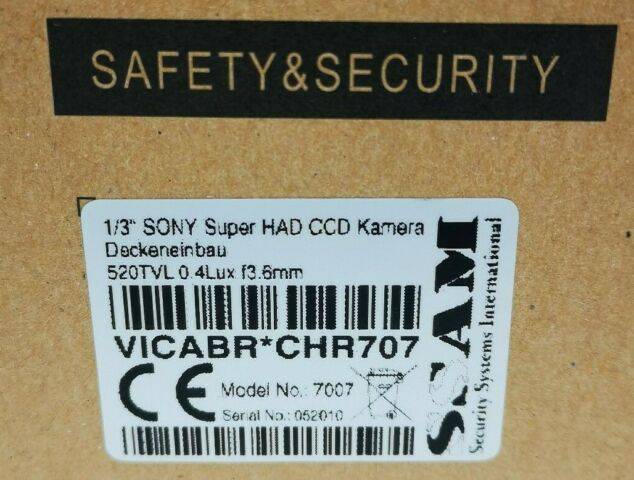 SAFETY&SECURITY
1/3" SONY Super HAD CCD Kamera
Deckeneinbau
520TVL 0.4Lux f3.6mm
VICABR*CHR707
CE Model No.: 7007
Serial No.: 052010
SSAM
Security Systems International